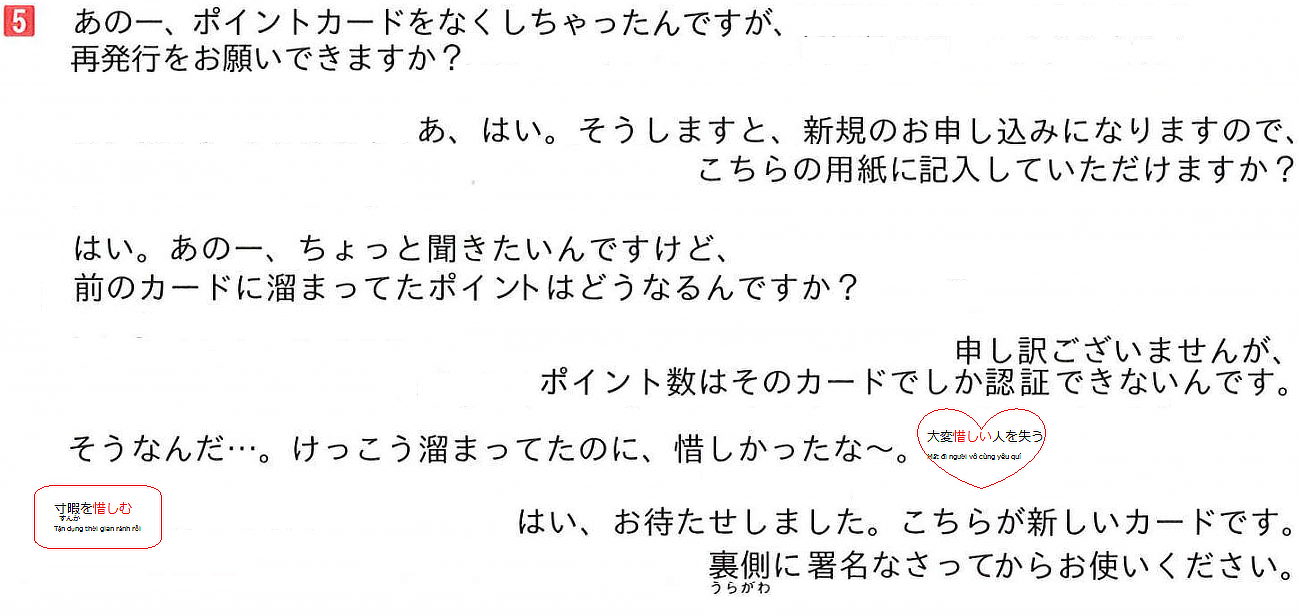 5 あのー、ポイントカードをなくしちゃったんですが、
再発行をお願いできますか？
あ、はい。そうしますと、新規のお申し込みになりますので、
こちらの用紙に記入していただけますか？
はい。あのー、ちょっと聞きたいんですけど、
前のカードに溜まってたポイントはどうなるんですか？
申し訳ございませんが、
ポイント数はそのカードでしか認証できないんです。
そうなんだ…。けっこう溜まってたのに、惜しかったな～。
大変惜しい人を失う
Mất đi người vô cùng yêu quí
寸暇を惜しむ
すんか
Tận dụng thời gian rảnh rỗi
はい、お待たせしました。こちらが新しいカードです。
裏側に署名なさってからお使いください。
うらがわ